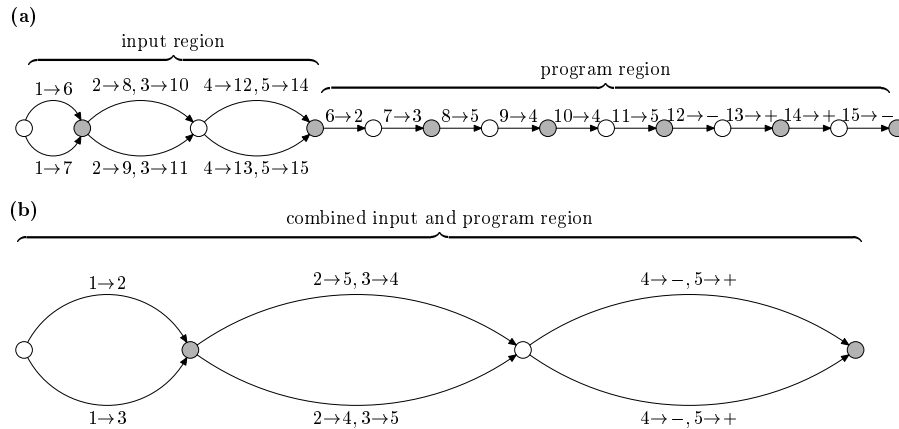 (a)
input region
program region
1→6 2→8, 3→10 4→12, 5→14
6→2 7→3 8→5 9→4 10→4 11→5 12→− 13→+ 14→+ 15→−
1→7 2→9, 3→11 4→13, 5→15
(b)
combined input and program region
1→2 2→5, 3→4 4→−, 5→+
1→3 2→4, 3→5 4→−, 5→+